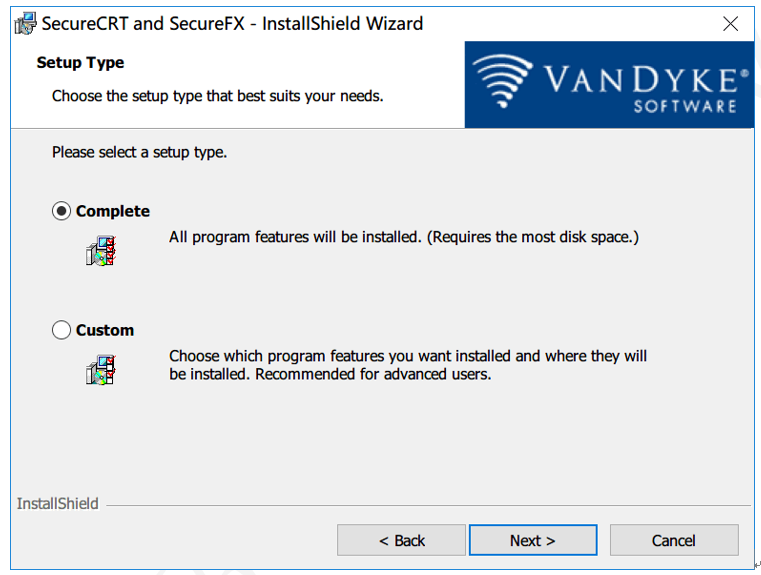 SecureCRT and SecureFX - InstallShield Wizard
Setup Type
Choose the setup type that best suits your needs.
VANDYKE®
SOFTWARE
Please select a setup type.
Complete
All program features will be installed. (Requires the most disk space.)
Custom
Choose which program features you want installed and where they will
be installed. Recommended for advanced users.
InstallShield
< Back
Next >
Cancel